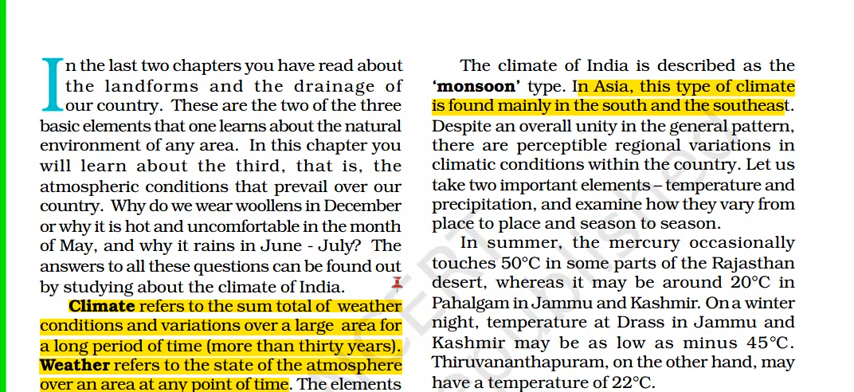 In the last two chapters you have read about
the landforms and the drainage of
our country. These are the two of the three
basic elements that one learns about the natural
environment of any area. In this chapter you
will learn about the third, that is, the
atmospheric conditions that prevail over our
country. Why do we wear woollens in December
or why it is hot and uncomfortable in the month
of May, and why it rains in June - July? The
answers to all these questions can be found out
by studying about the climate of India.
Climate refers to the sum total of weather
conditions and variations over a large area for
a long period of time (more than thirty years).
Weather refers to the state of the atmosphere
over an area at any point of time. The elements
The climate of India is described as the
‘monsoon’ type. In Asia, this type of climate
is found mainly in the south and the southeast.
Despite an overall unity in the general pattern,
there are perceptible regional variations in
climatic conditions within the country. Let us
take two important elements – temperature and
precipitation, and examine how they vary from
place to place and season to season.
In summer, the mercury occasionally
touches 50°C in some parts of the Rajasthan
desert, whereas it may be around 20°C in
Pahalgam in Jammu and Kashmir. On a winter
night, temperature at Drass in Jammu and
Kashmir may be as low as minus 45°C.
Thiruvananthapuram, on the other hand, may
have a temperature of 22°C.